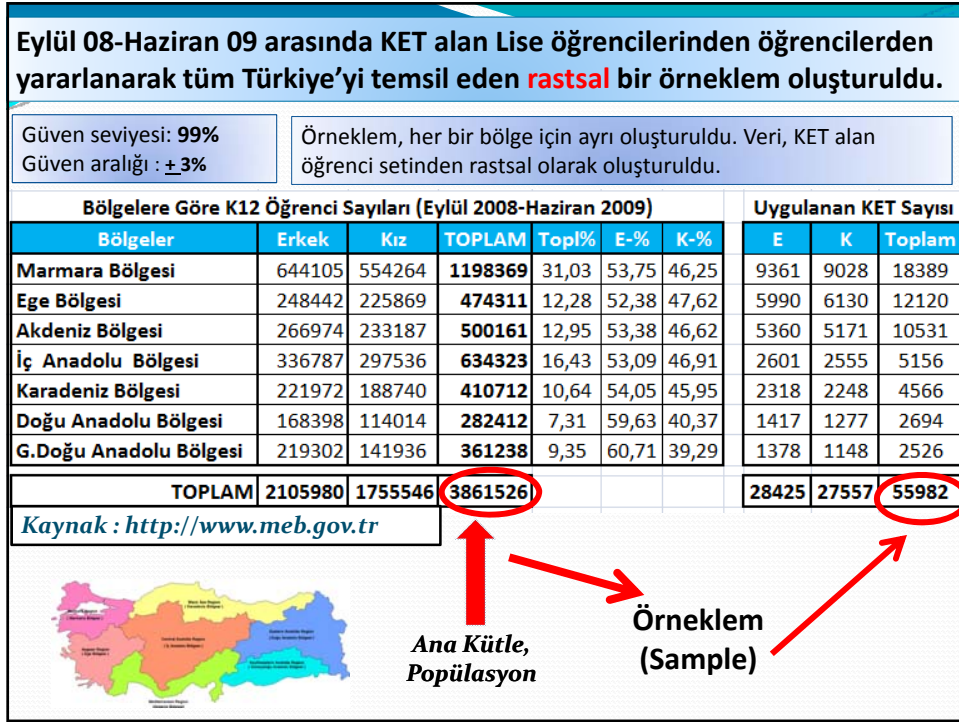 Eylül 08-Haziran 09 arasında KET alan Lise öğrencilerinden öğrencilerden
yararlanarak tüm Türkiye’yi temsil eden rastsal bir örneklem oluşturuldu.
Güven seviyesi: 99%
Güven aralığı : + 3%
Örneklem, her bir bölge için ayrı oluşturuldu. Veri, KET alan
öğrenci setinden rastsal olarak oluşturuldu.
Bölgelere Göre K12 Öğrenci Sayıları (Eylül 2008-Haziran 2009) Uygulanan KET Sayısı
Bölgeler Erkek Kız TOPLAM Topl% E-% K-% E K Toplam
Marmara Bölgesi 644105 554264 1198369 31,03 53,75 46,25 9361 9028 18389
Ege Bölgesi 248442 225869 474311 12,28 52,38 47,62 5990 6130 12120
Akdeniz Bölgesi 266974 233187 500161 12,95 53,38 46,62 5360 5171 10531
İç Anadolu Bölgesi 336787 297536 634323 16,43 53,09 46,91 2601 2555 5156
Karadeniz Bölgesi 221972 188740 410712 10,64 54,05 45,95 2318 2248 4566
Doğu Anadolu Bölgesi 168398 114014 282412 7,31 59,63 40,37 1417 1277 2694
G.Doğu Anadolu Bölgesi 219302 141936 361238 9,35 60,71 39,29 1378 1148 2526
TOPLAM 2105980 1755546 3861526 28425 27557 55982
Kaynak : http://www.meb.gov.tr
Ana Kütle,
Popülasyon
Örneklem
(Sample)